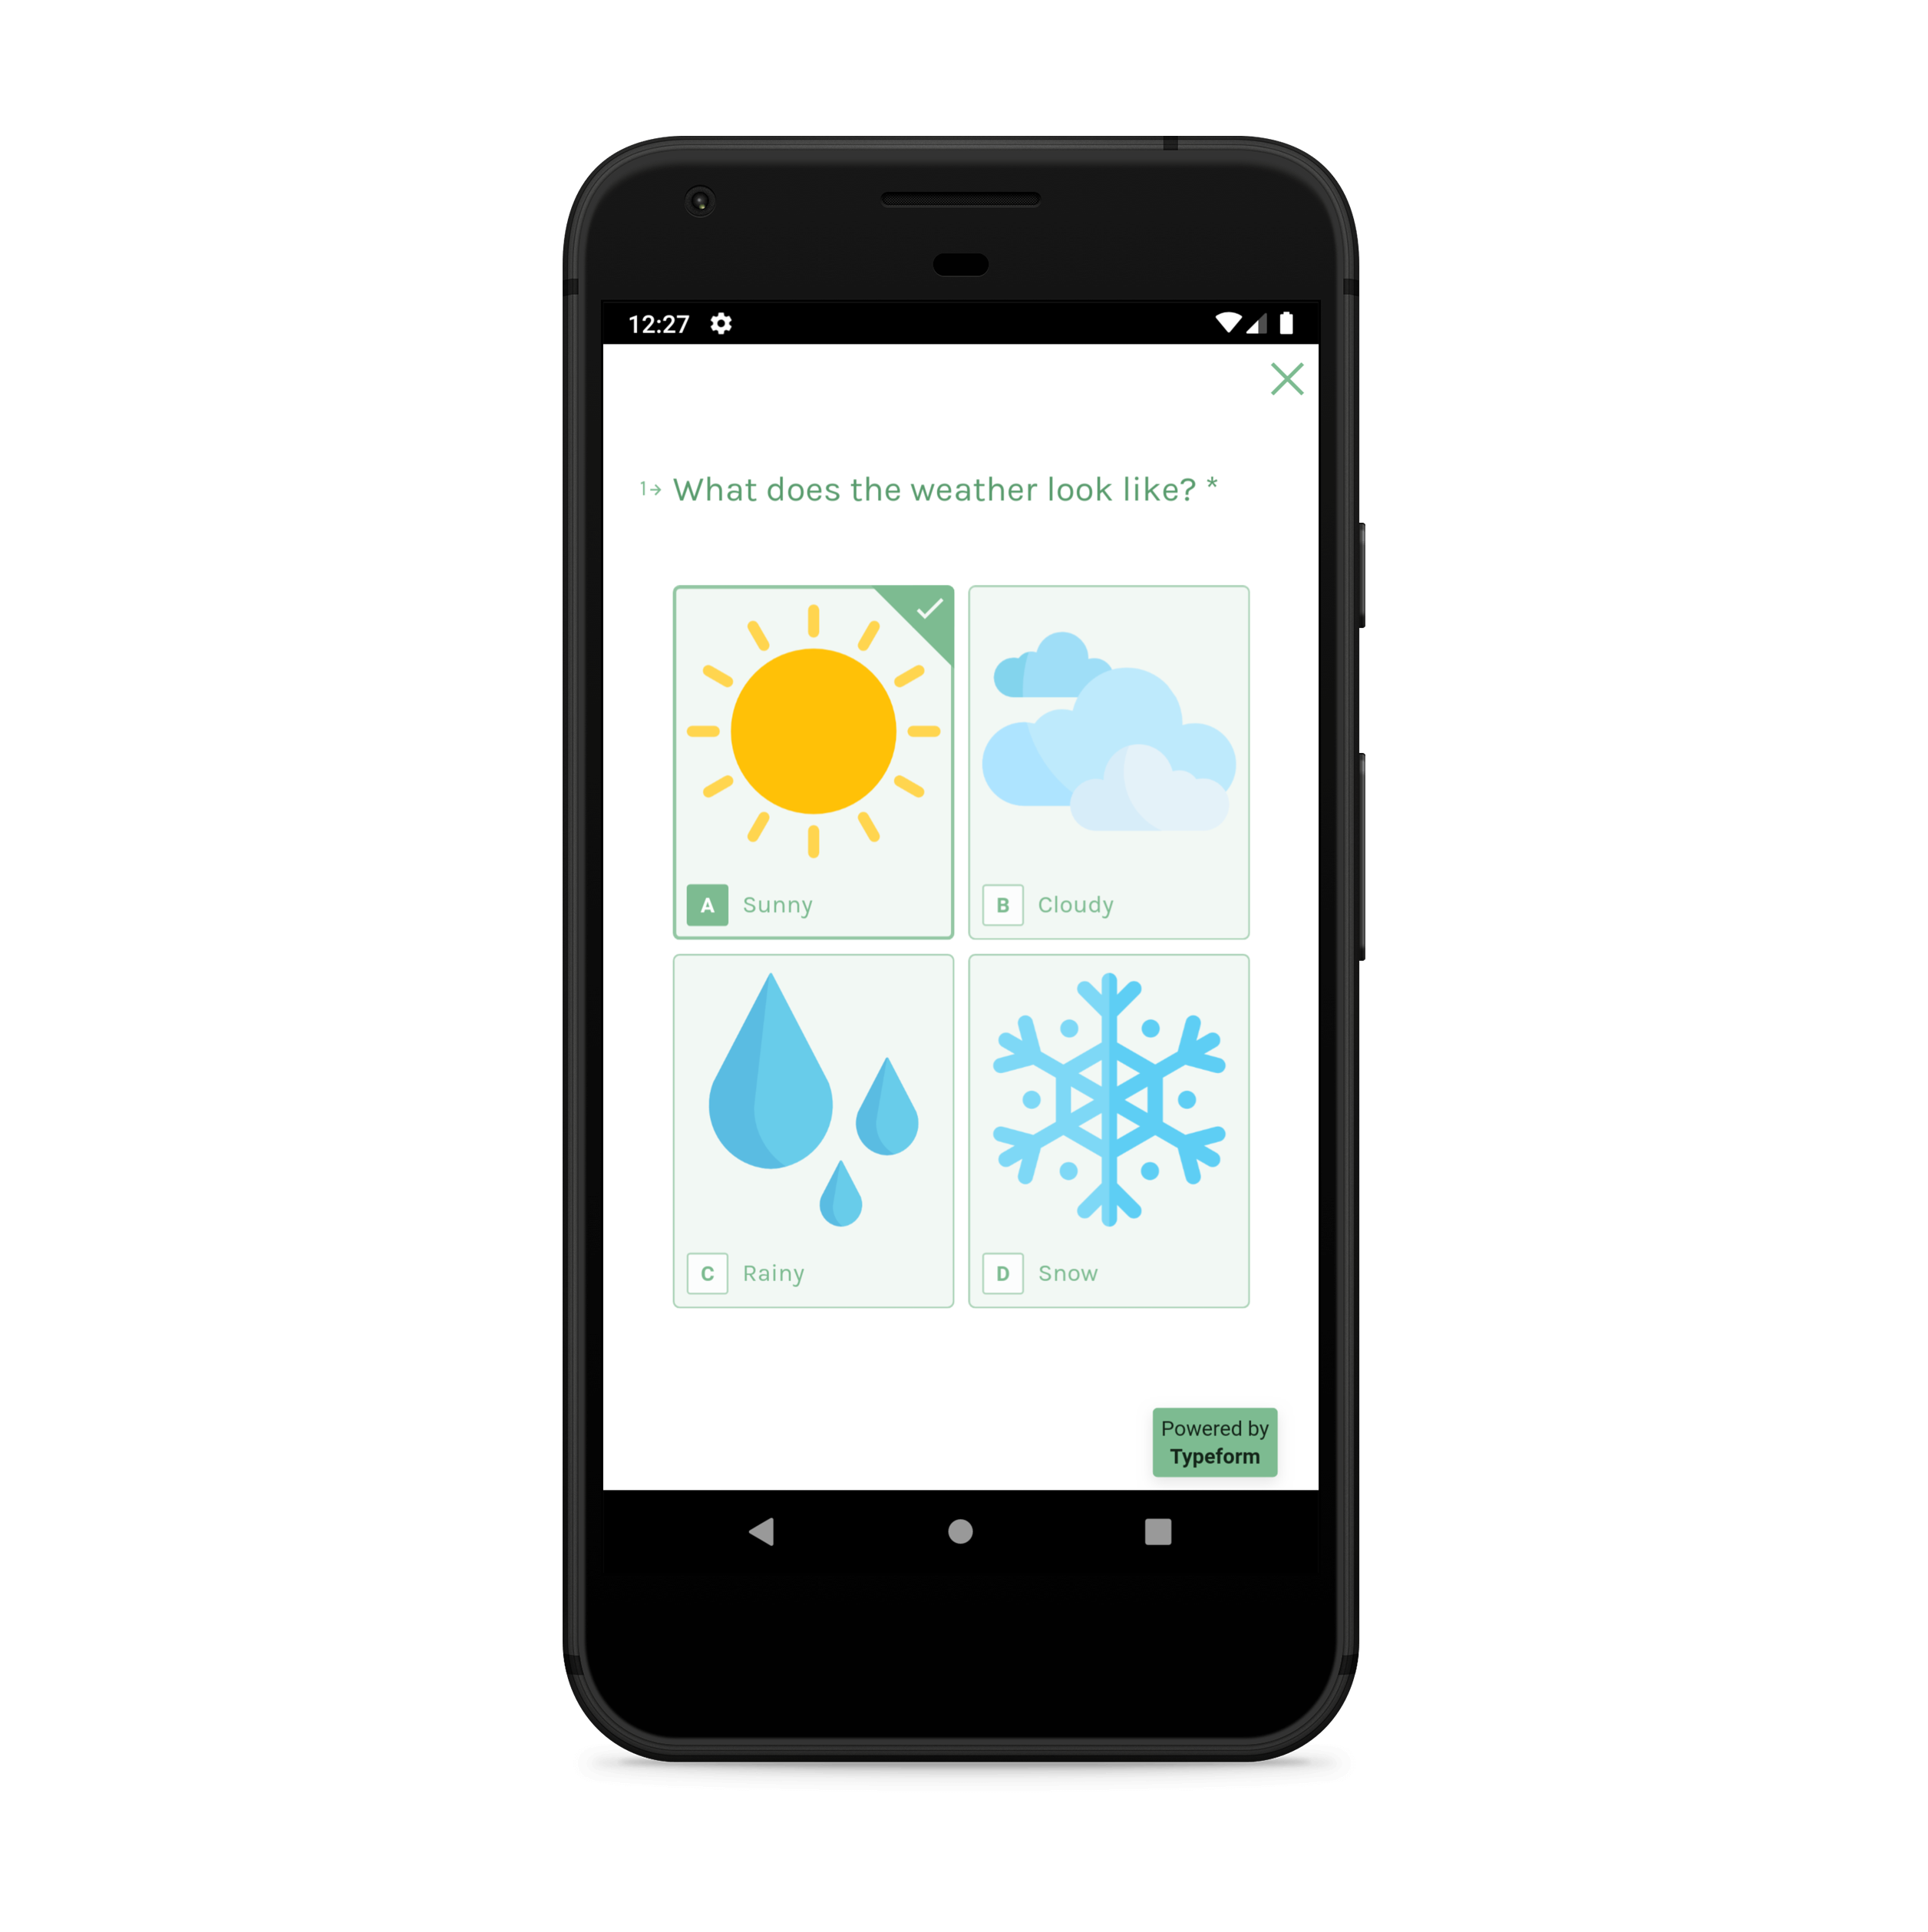 12:27
1→ What does the weather look like? *
A Sunny
B Cloudy
C Rainy
D Snow
Powered by
Typeform